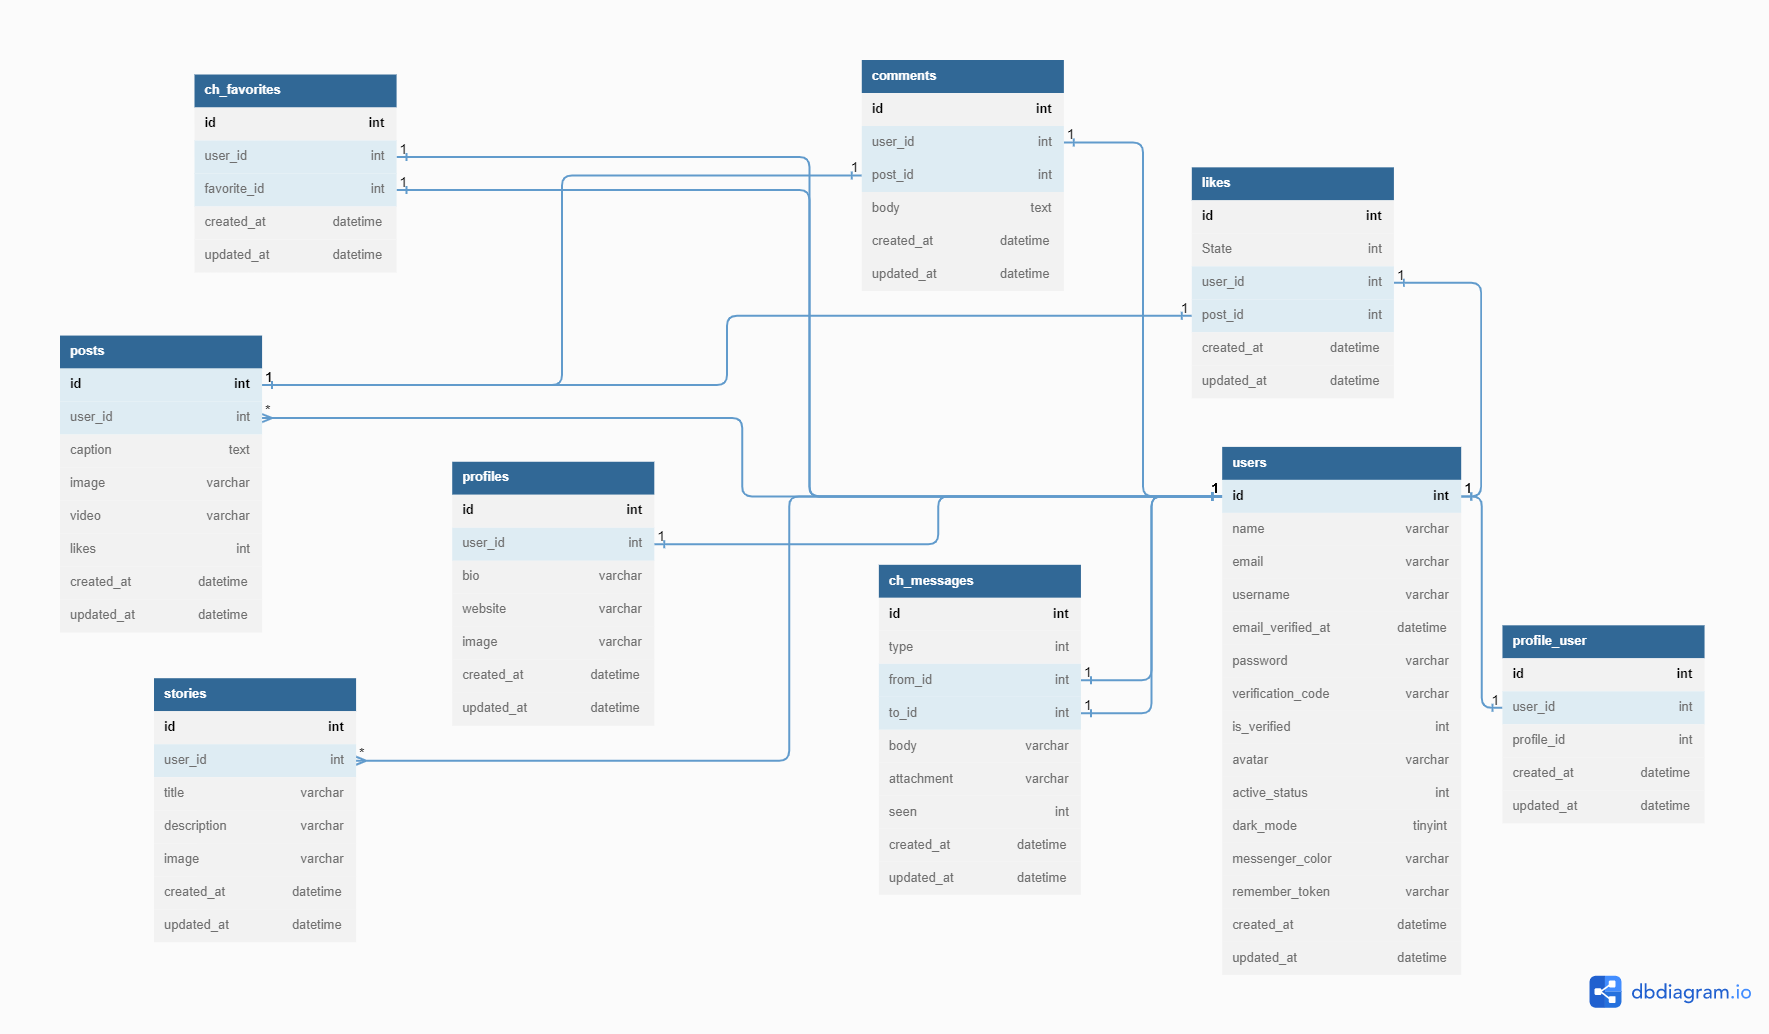 ch_favorites
id int
user_id int
favorite_id int
created_at datetime
updated_at datetime
1
1
comments
id int
user_id int
post_id int
body text
created_at datetime
updated_at datetime
1
1
likes
id int
State int
user_id int
post_id int
created_at datetime
updated_at datetime
1
1
posts
id int
user_id int
caption text
image varchar
video varchar
likes int
created_at datetime
updated_at datetime
1
*
profiles
id int
user_id int
bio varchar
website varchar
image varchar
created_at datetime
updated_at datetime
1
users
id int
name varchar
email varchar
username varchar
email_verified_at datetime
password varchar
verification_code varchar
is_verified int
avatar varchar
active_status int
dark_mode tinyint
messenger_color varchar
remember_token varchar
created_at datetime
updated_at datetime
1
1
ch_messages
id int
type int
from_id int
to_id int
body varchar
attachment varchar
seen int
created_at datetime
updated_at datetime
1
1
profile_user
id int
user_id int
profile_id int
created_at datetime
updated_at datetime
1
stories
id int
user_id int
title varchar
description varchar
image varchar
created_at datetime
updated_at datetime
*
dbdiagram.io